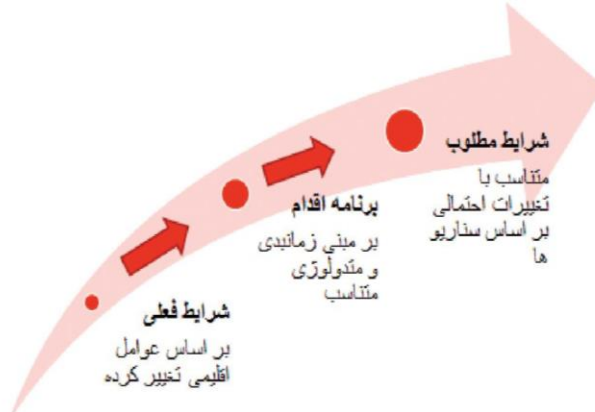 شرایط فعلی
بر اساس عوامل
اقلیمی تغییر کرده
برنامه اقدام
بر مبنی زمانبدی
و متدولوژی
متناسب
شرایط مطلوب
متناسب با
تغییرات احتمالی
بر اساس سناریو
ها